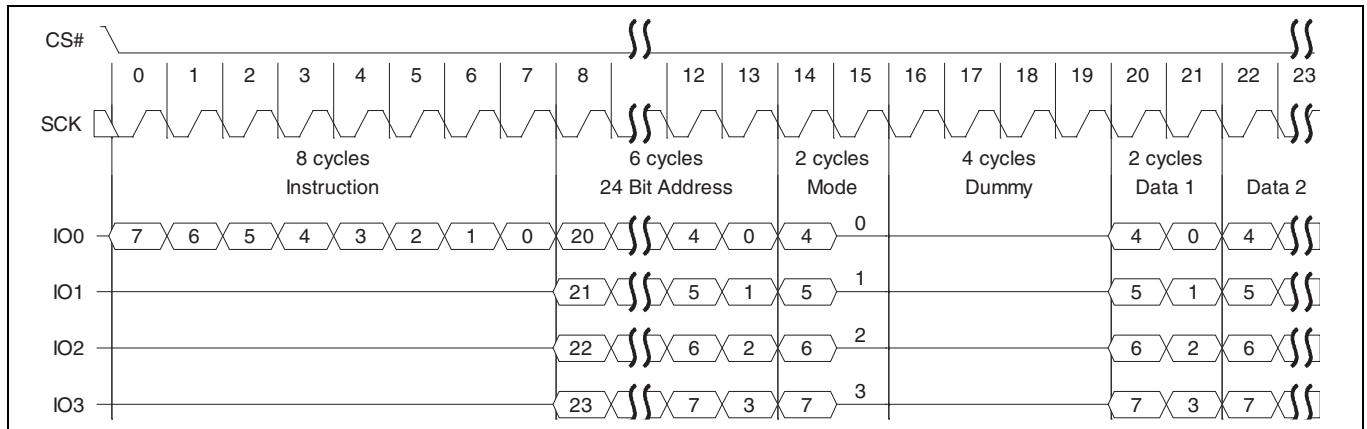 CS#
0 1 2 3 4 5 6 7 8 12 13 14 15 16 17 18 19 20 21 22 23
SCK
8 cycles 6 cycles 2 cycles 4 cycles 2 cycles
Instruction 24 Bit Address Mode Dummy Data 1 Data 2
IO0 7 6 5 4 3 2 1 0 20 4 0 4 0 4 0 4
IO1 21 5 1 5 1 5 1 5
IO2 22 6 2 6 2 6 2 6
IO3 23 7 3 7 3 7 3 7